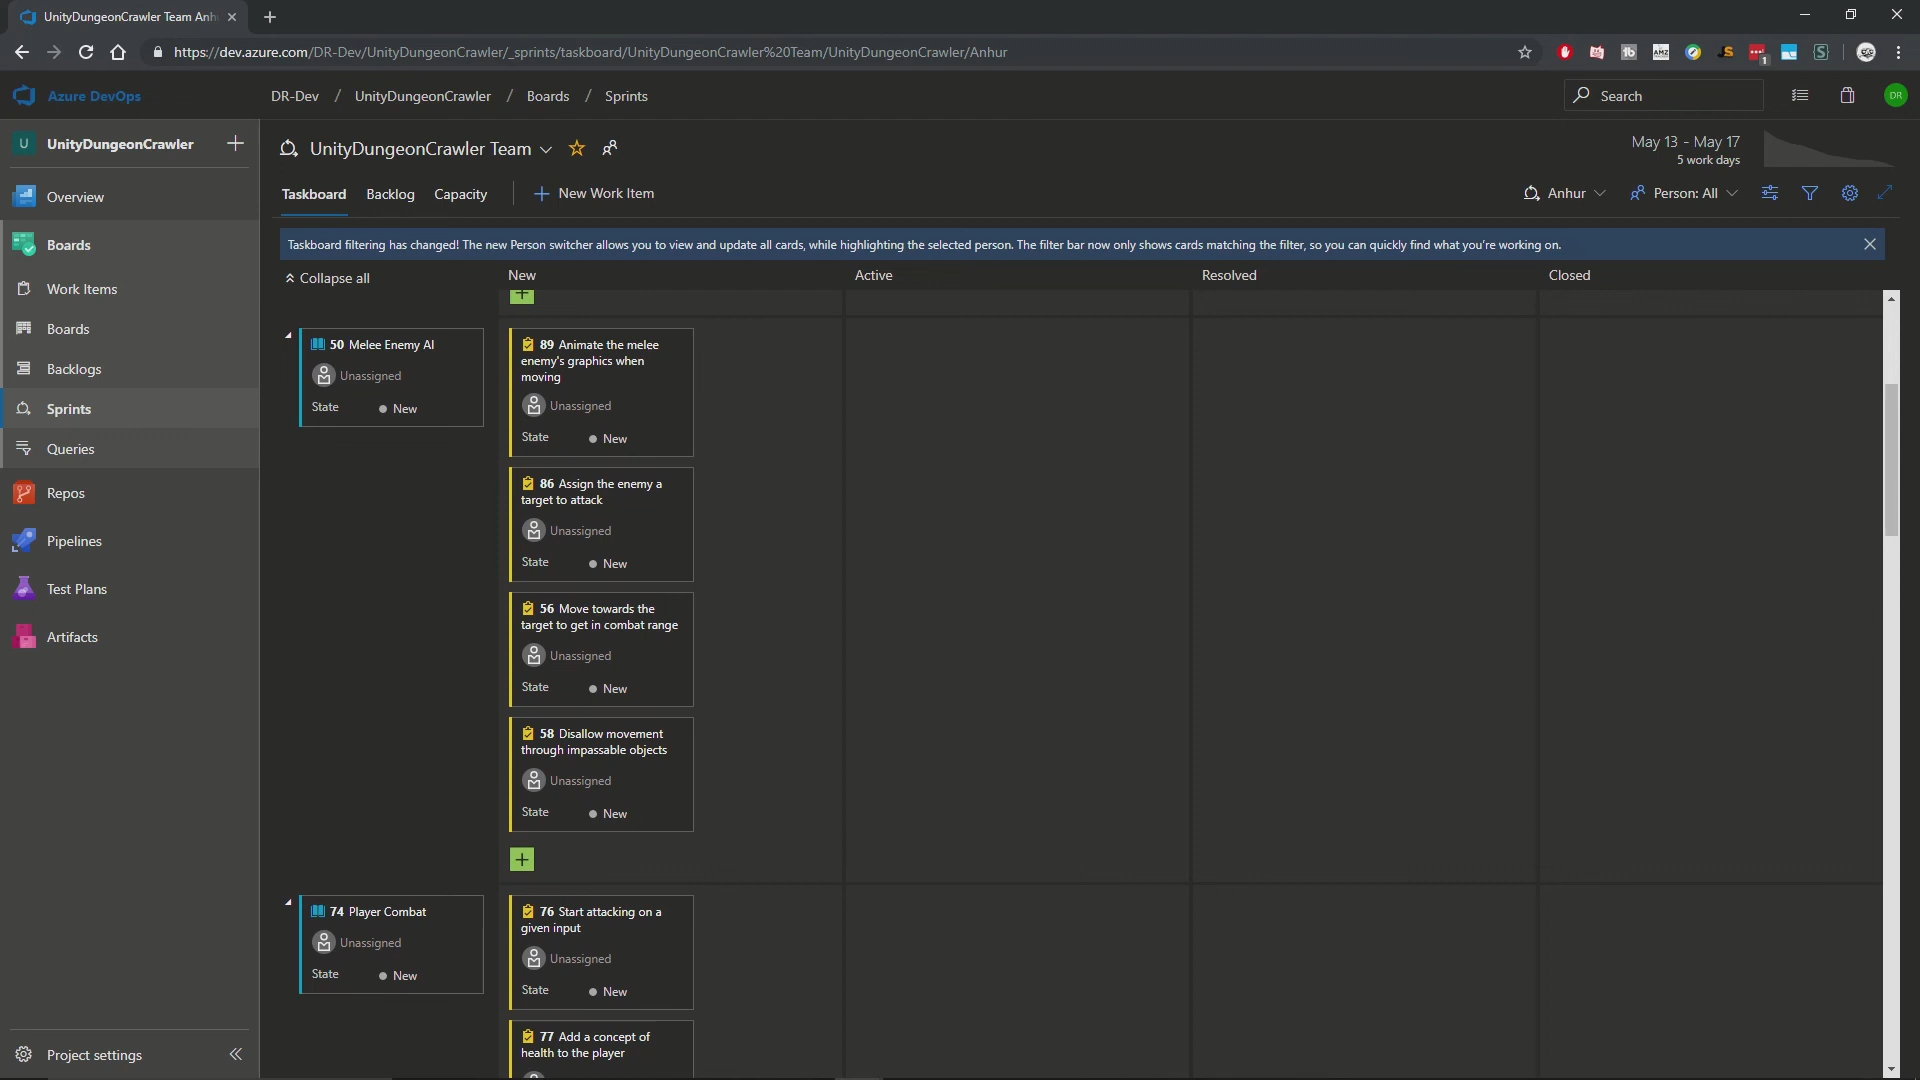 UnityDungeonCrawler Team Anh
https://dev.azure.com/DR-Dev/UnityDungeonCrawler/_sprints/taskboard/UnityDungeonCrawler%20Team/UnityDungeonCrawler/Anhur
Azure DevOps
DR-Dev / UnityDungeonCrawler / Boards / Sprints
Search
DR
U UnityDungeonCrawler
Overview
Boards
Work Items
Boards
Backlogs
Sprints
Queries
Repos
Pipelines
Test Plans
Artifacts
Project settings
UnityDungeonCrawler Team
May 13 - May 17
5 work days
Taskboard Backlog Capacity New Work Item
Anhur Person: All
Taskboard filtering has changed! The new Person switcher allows you to view and update all cards, while highlighting the selected person. The filter bar now only shows cards matching the filter, so you can quickly find what you're working on.
Collapse all New Active Resolved Closed
50 Melee Enemy AI
Unassigned
State New
89 Animate the melee
enemy's graphics when
moving
Unassigned
State New
86 Assign the enemy a
target to attack
Unassigned
State New
56 Move towards the
target to get in combat range
Unassigned
State New
58 Disallow movement
through impassable objects
Unassigned
State New
74 Player Combat
Unassigned
State New
76 Start attacking on a
given input
Unassigned
State New
77 Add a concept of
health to the player